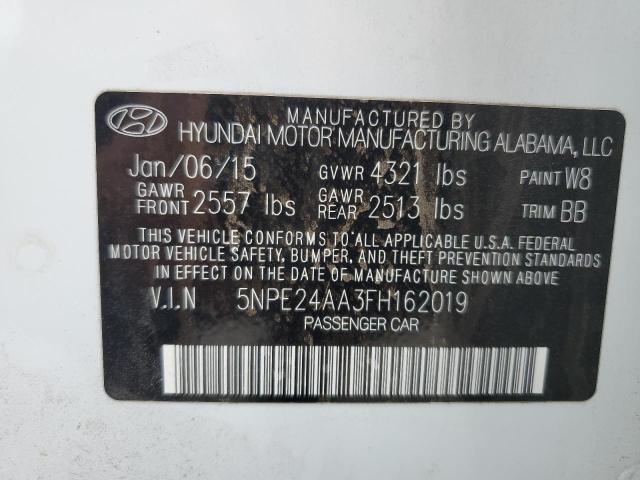 MANUFACTURED BY
HYUNDAI MOTOR MANUFACTURING ALABAMA, LLC
Jan/06/15 GVWR 4321 lbs PAINT W8
GAWR FRONT 2557 lbs GAWR REAR 2513 lbs TRIM BB
THIS VEHICLE CONFORMS TO ALL APPLICABLE U.S.A. FEDERAL
MOTOR VEHICLE SAFETY, BUMPER, AND THEFT PREVENTION STANDARDS
IN EFFECT ON THE DATE OF MANUFACTURE SHOWN ABOVE.
V.I.N 5NPE24AA3FH162019
PASSENGER CAR